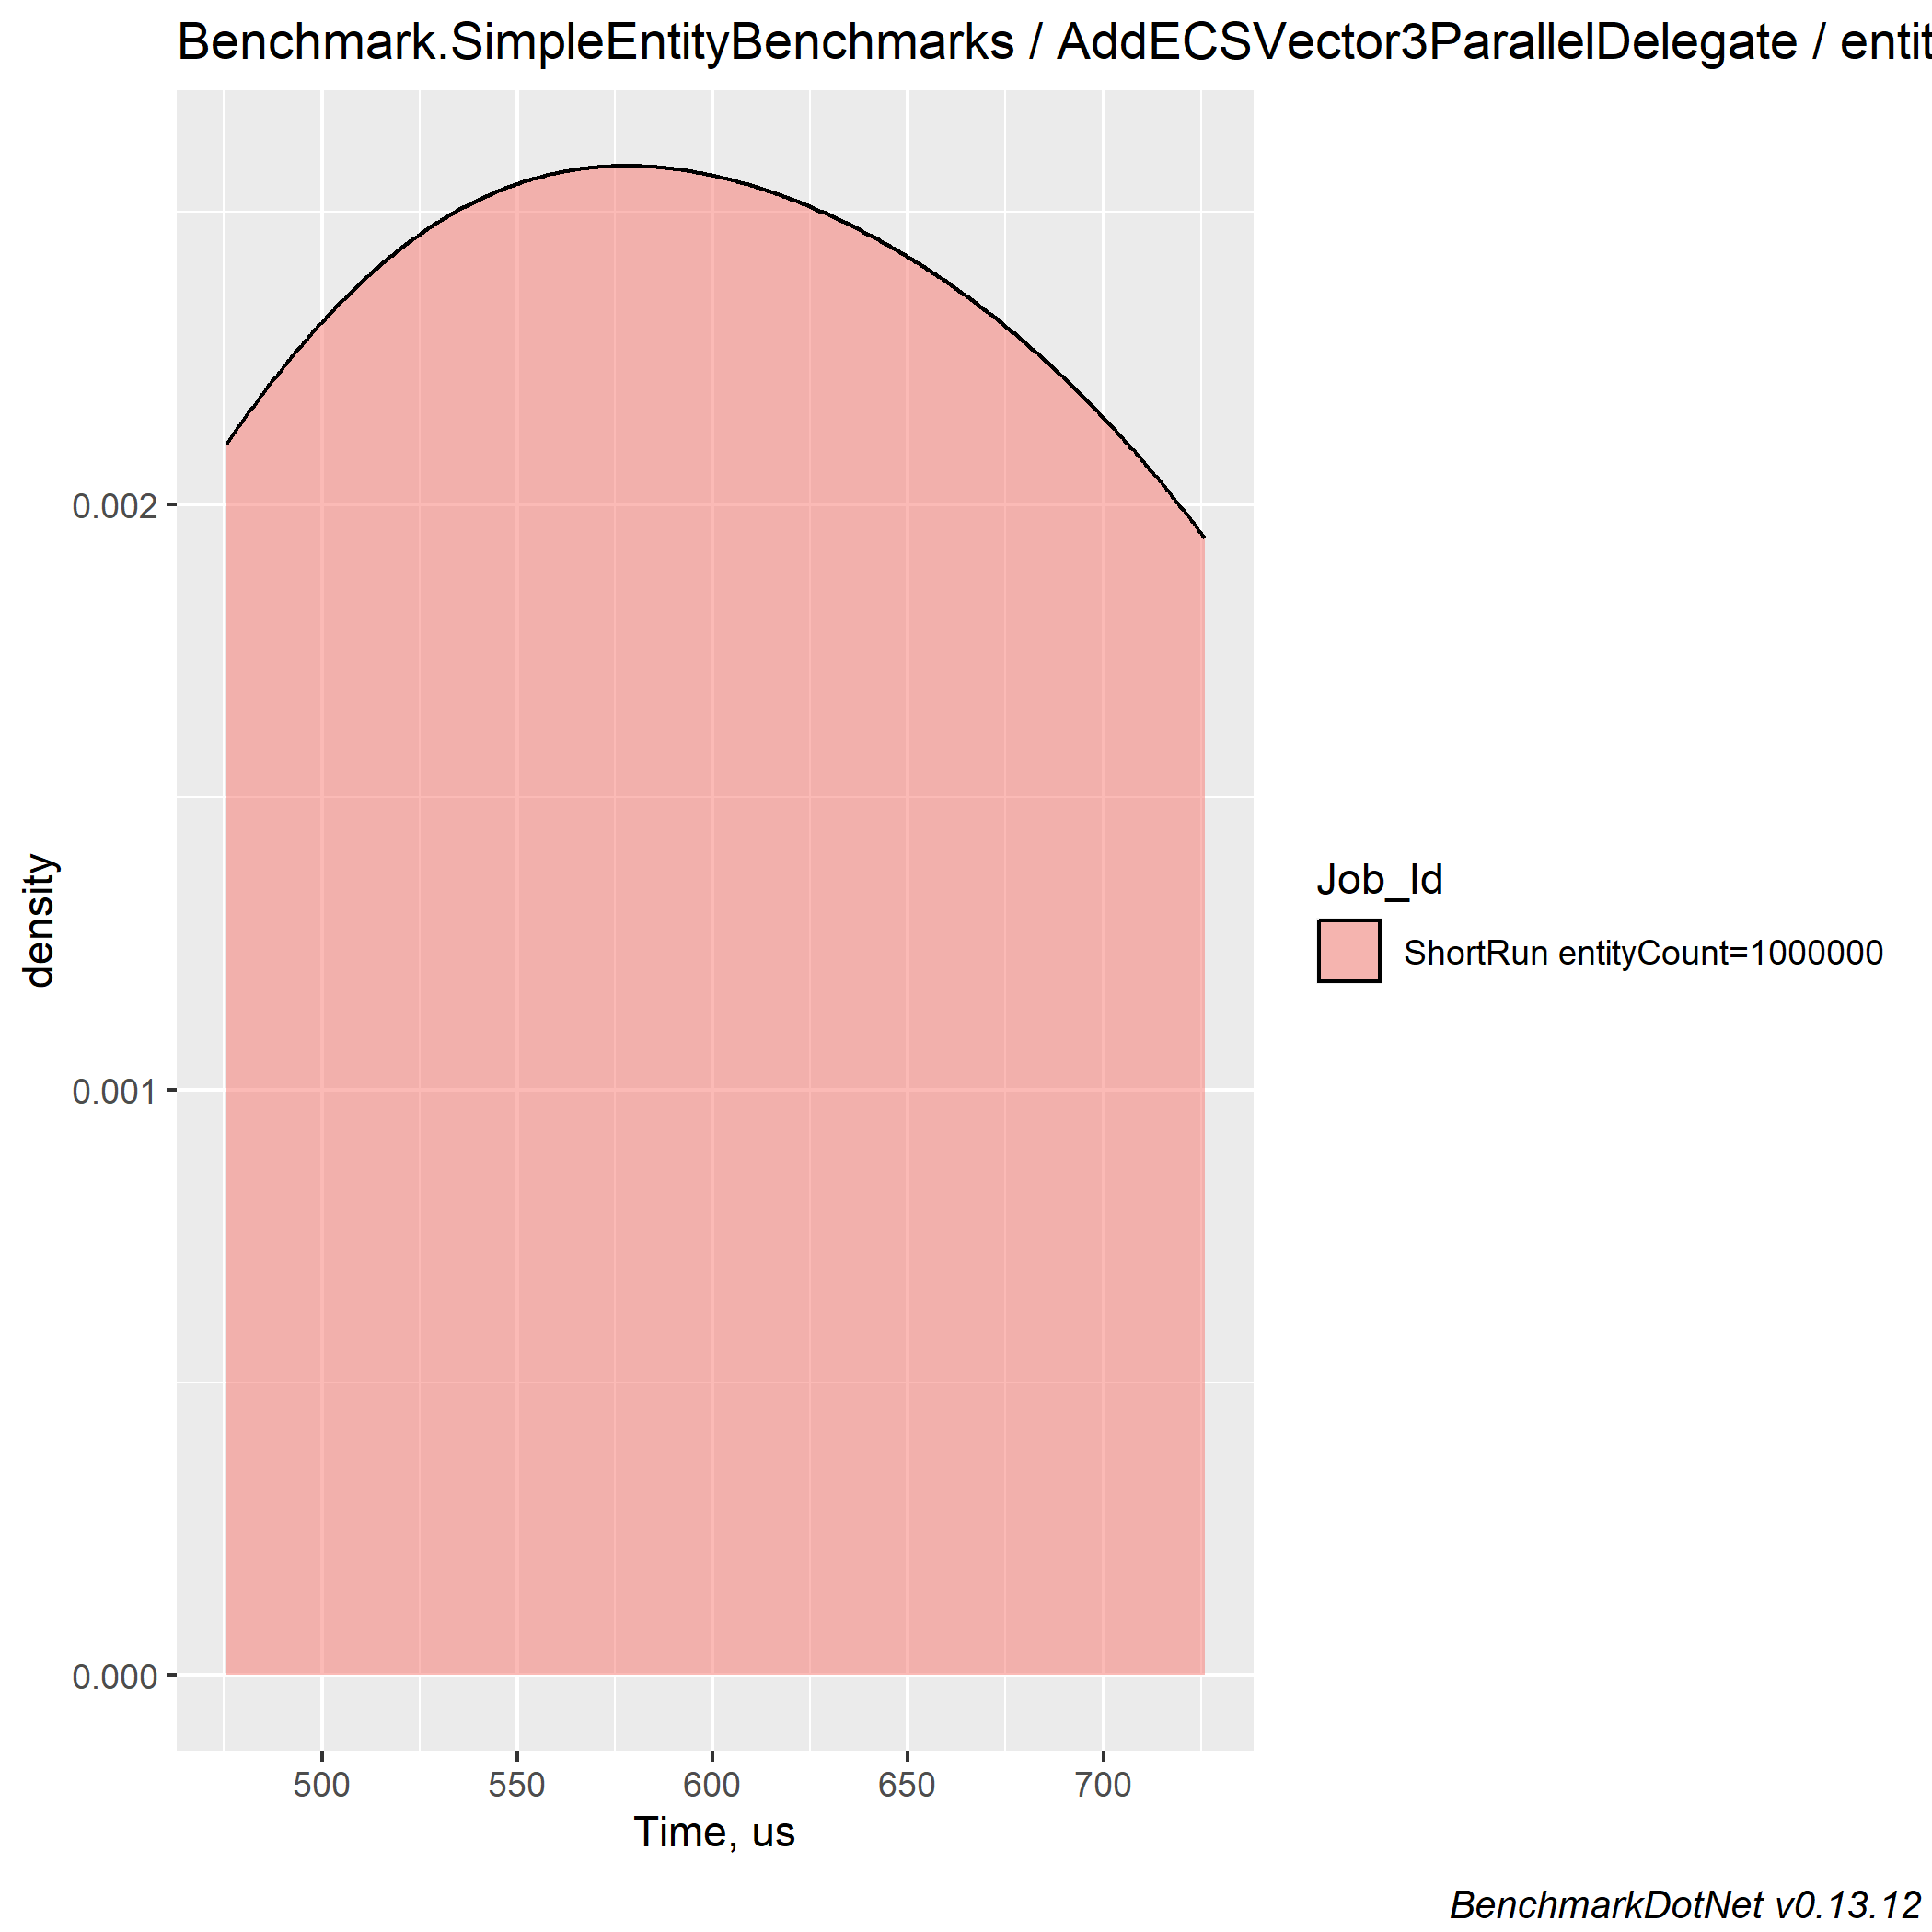 Benchmark.SimpleEntityBenchmarks / AddECSVector3ParallelDelegate / entit
density
0.002
0.001
0.000
500 550 600 650 700
Time, us
Job_Id
ShortRun entityCount=1000000
BenchmarkDotNet v0.13.12